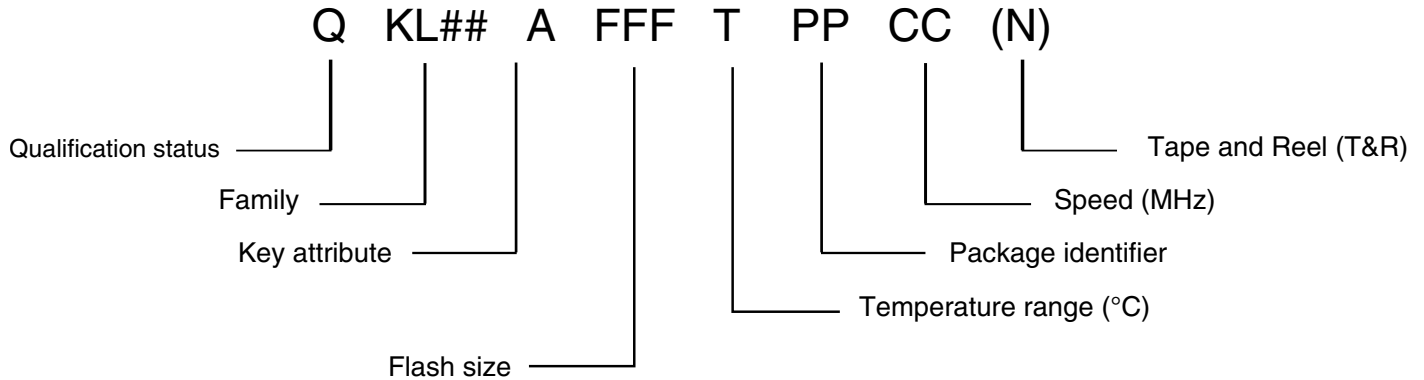 Q KL## A FFF T PP CC (N)
Qualification status
Tape and Reel (T&R)
Family
Speed (MHz)
Key attribute
Package identifier
Temperature range (°C)
Flash size